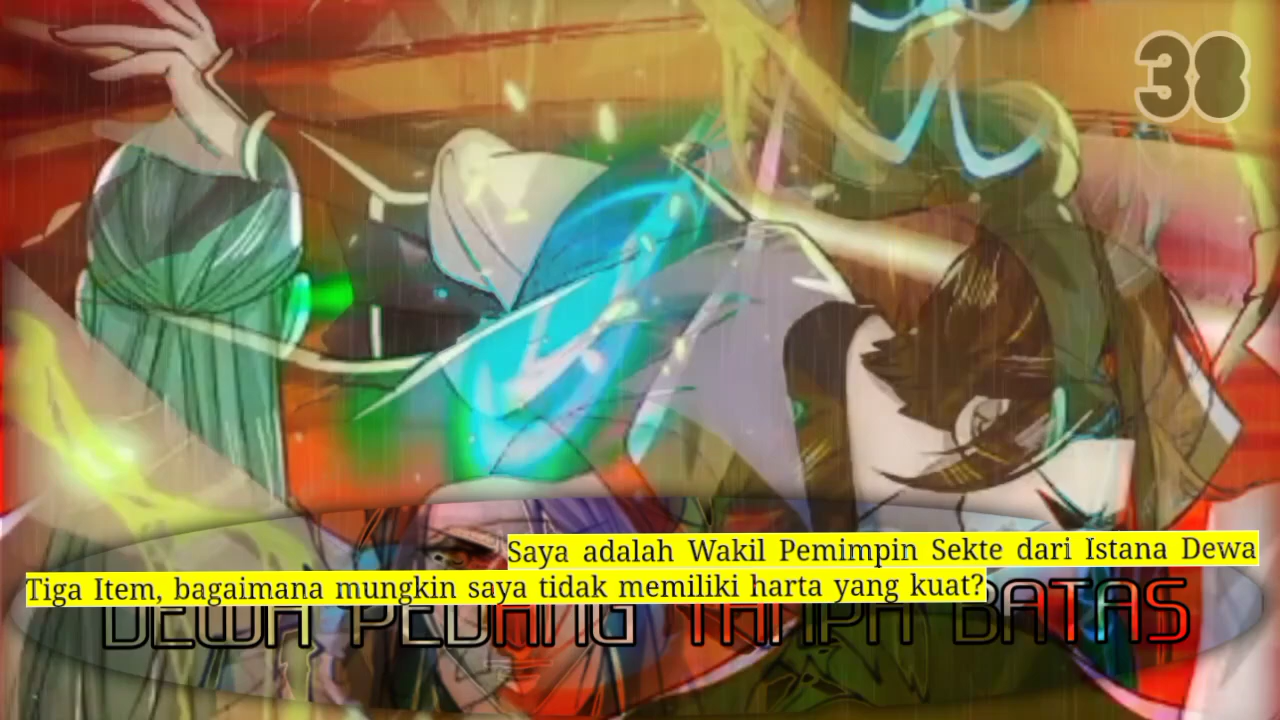 38
Saya adalah Wakil Pemimpin Sekte dari Istana Dewa
Tiga Item, bagaimana mungkin saya tidak memiliki harta yang kuat?
DEWA PEDANG TANPA BATAS